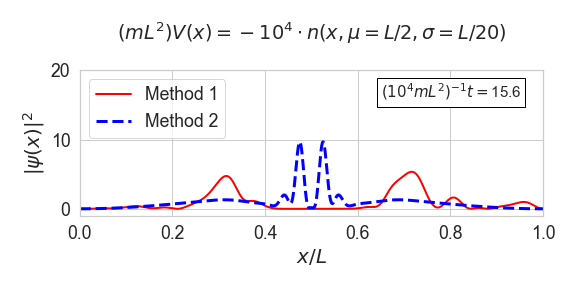 (mL²)V(x) = −10⁴ · n(x, μ = L/2, σ = L/20)
20
10
0
|ψ(x)|²
Method 1
Method 2
(10⁴mL²)⁻¹t = 15.6
0.0 0.2 0.4 0.6 0.8 1.0
x/L